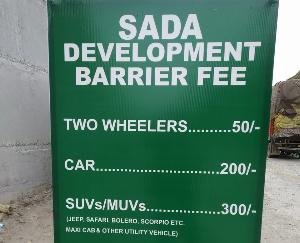 SADA
DEVELOPMENT
BARRIER FEE
TWO WHEELERS..........50/-
CAR......................200/-
SUVs/MUVs.............300/-
(JEEP, SAFARI, BOLERO, SCORPIO ETC.
MAXI CAB & OTHER UTILITY VEHICLE)